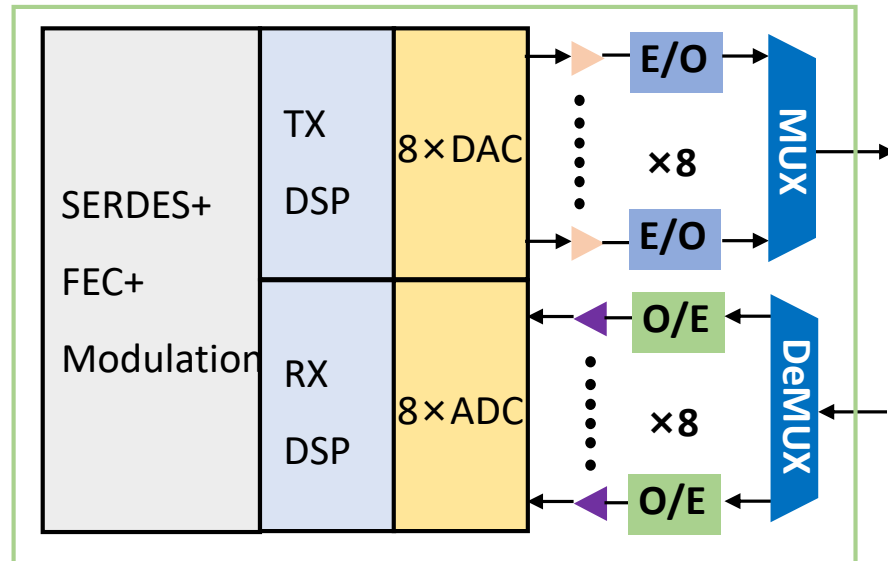 SERDES+
FEC+
Modulation
TX
DSP
8×DAC
E/O
×8
E/O
MUX
RX
DSP
8×ADC
O/E
×8
O/E
DeMUX